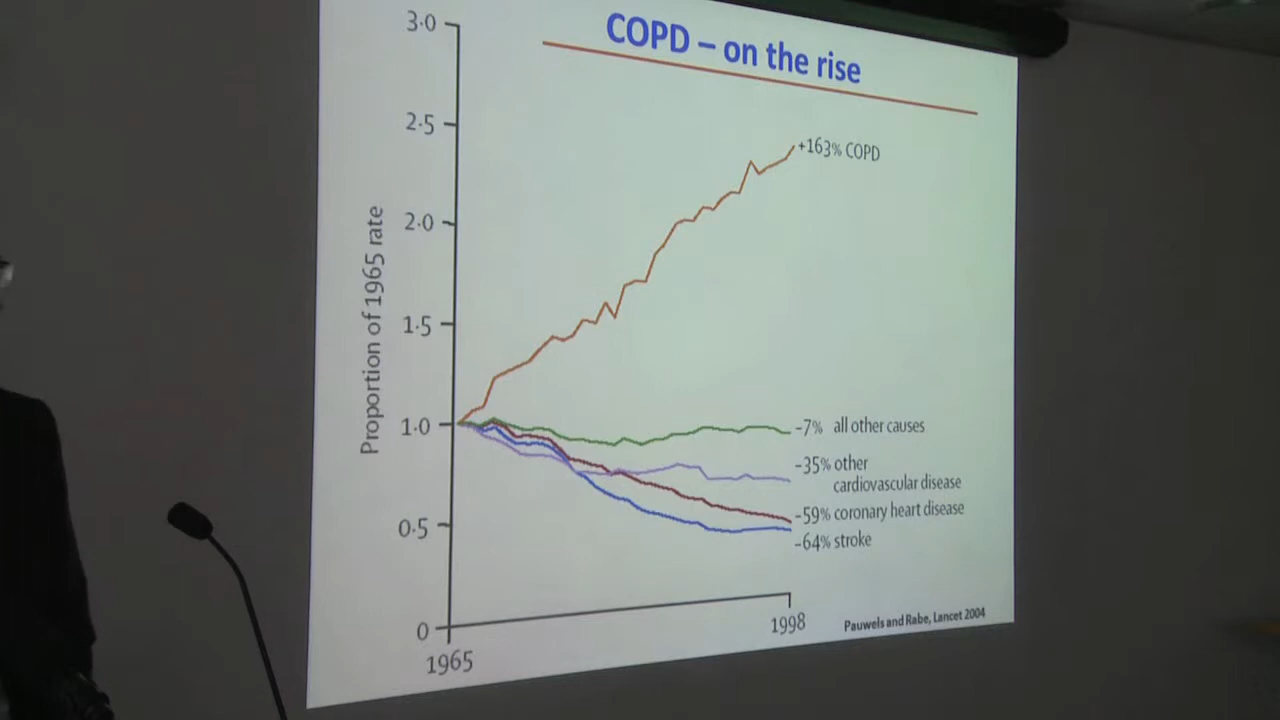 COPD – on the rise
3·0
2·5
2·0
1·5
1·0
0·5
0
Proportion of 1965 rate
+163% COPD
–7% all other causes
–35% other
cardiovascular disease
–59% coronary heart disease
–64% stroke
1965
1998
Pauwels and Rabe, Lancet 2004